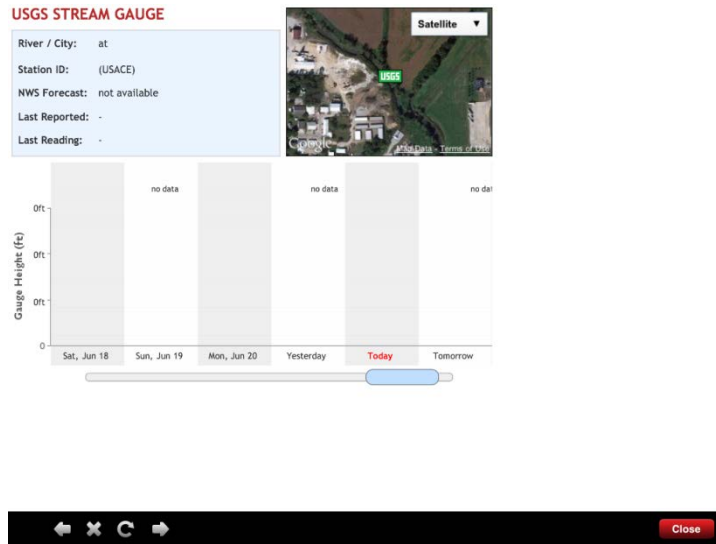 USGS STREAM GAUGE
River / City: at
Station ID: (USACE)
NWS Forecast: not available
Last Reported: -
Last Reading: -
Satellite ▼
USGS
Google
Map Data - Terms of Use
no data
no data
no dat
Gauge Height (ft)
0ft
0ft
0ft
0
Sat, Jun 18
Sun, Jun 19
Mon, Jun 20
Yesterday
Today
Tomorrow
Close